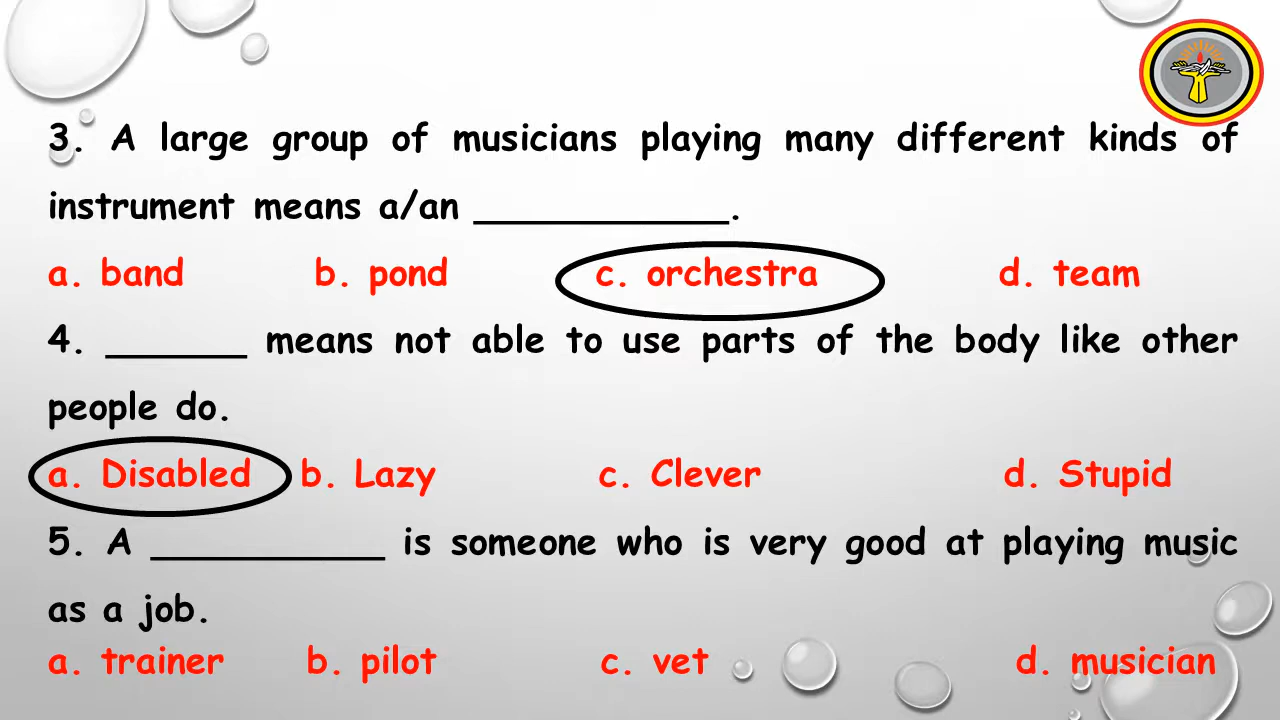 3. A large group of musicians playing many different kinds of
instrument means a/an ____________.
a. band b. pond c. orchestra d. team
4. _______ means not able to use parts of the body like other
people do.
a. Disabled b. Lazy c. Clever d. Stupid
5. A ___________ is someone who is very good at playing music
as a job.
a. trainer b. pilot c. vet d. musician